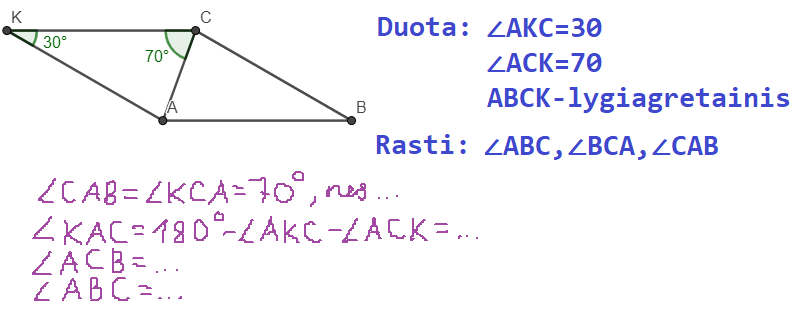 K
C
30°
70°
A
B
Duota: ∠AKC=30
∠ACK=70
ABCK-lygiagretainis
Rasti: ∠ABC,∠BCA,∠CAB
∠CAB=∠KCA=70°, nes...
∠KAC=180°-∠AKC-∠ACK=...
∠ACB=...
∠ABC=...